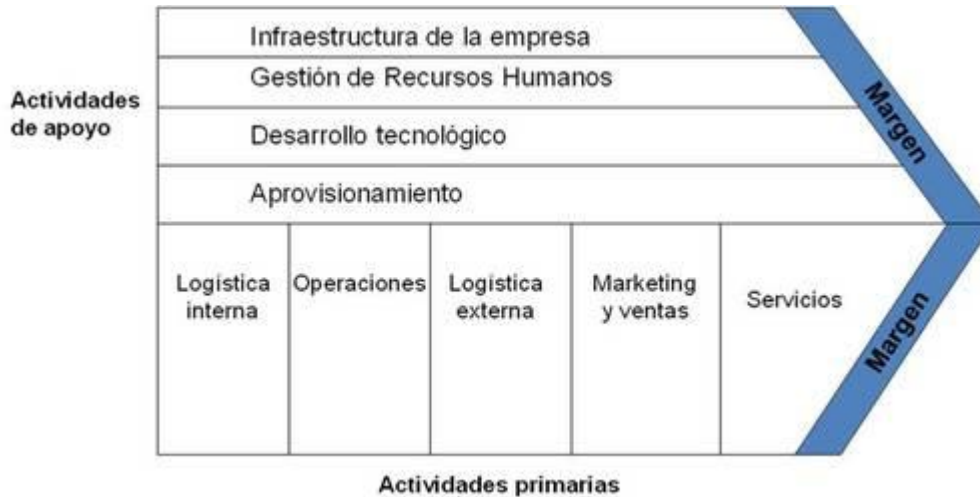 Infraestructura de la empresa
Gestión de Recursos Humanos
Actividades
de apoyo
Desarrollo tecnológico
Aprovisionamiento
Margen
Logística
interna
Operaciones
Logística
externa
Marketing
y ventas
Servicios
Margen
Actividades primarias